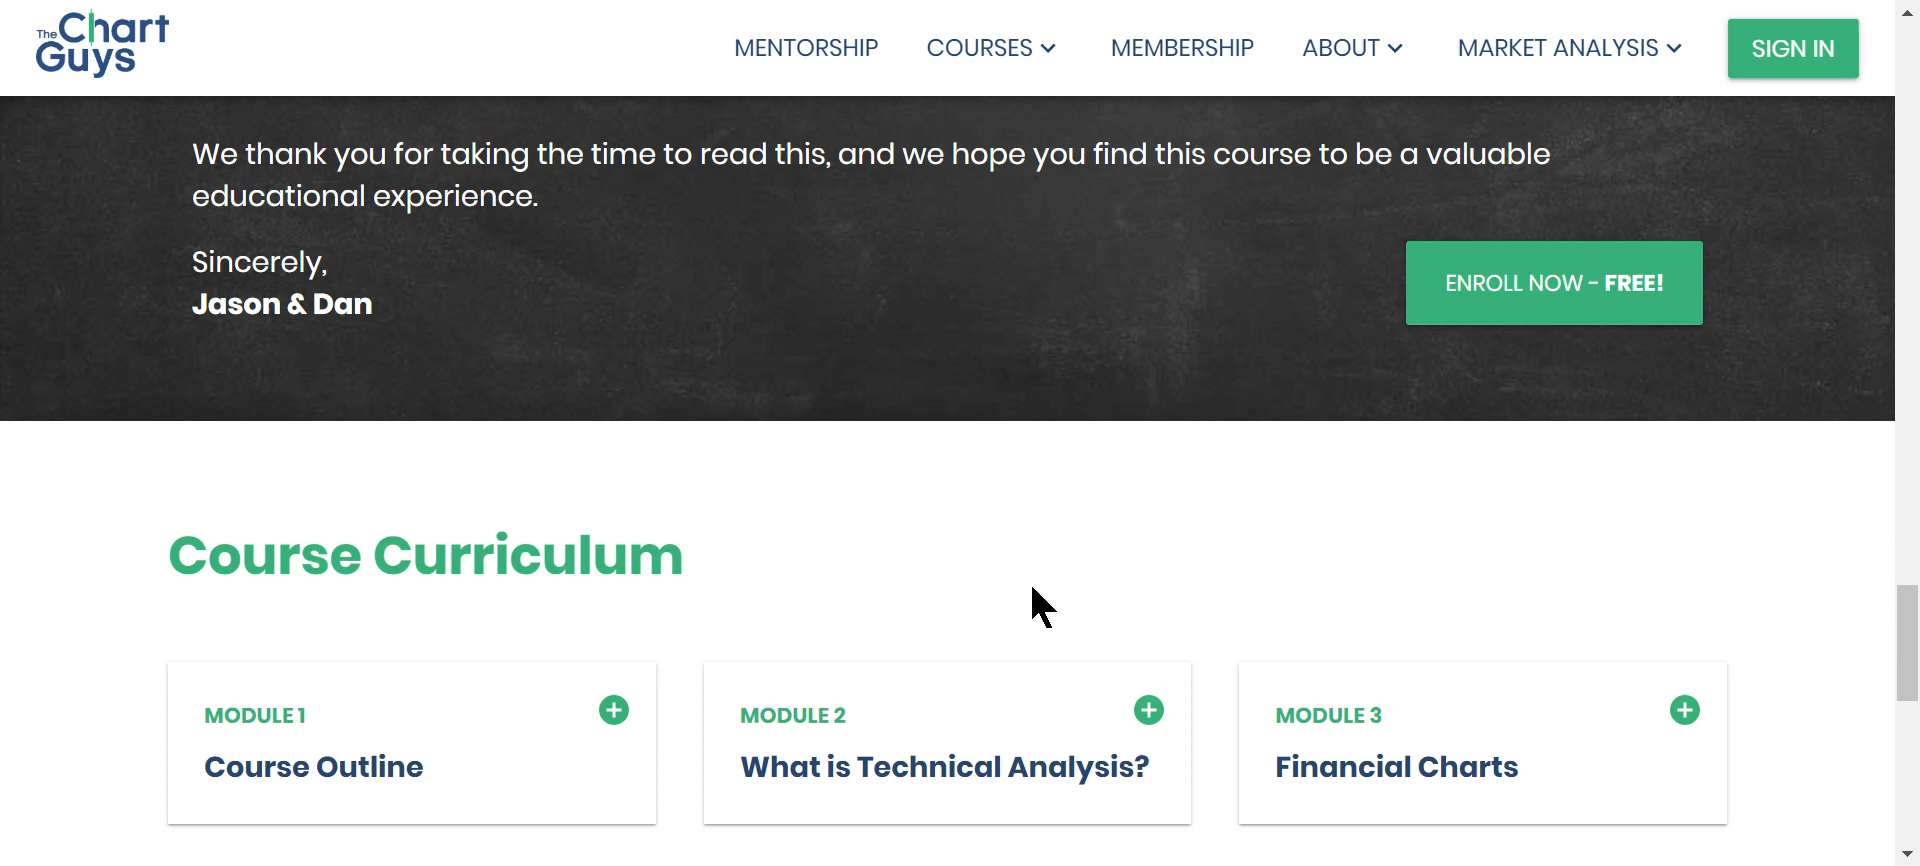 The Chart
Guys
MENTORSHIP COURSES MEMBERSHIP ABOUT MARKET ANALYSIS SIGN IN
We thank you for taking the time to read this, and we hope you find this course to be a valuable
educational experience.
Sincerely,
Jason & Dan
ENROLL NOW - FREE!
Course Curriculum
MODULE 1
Course Outline
MODULE 2
What is Technical Analysis?
MODULE 3
Financial Charts